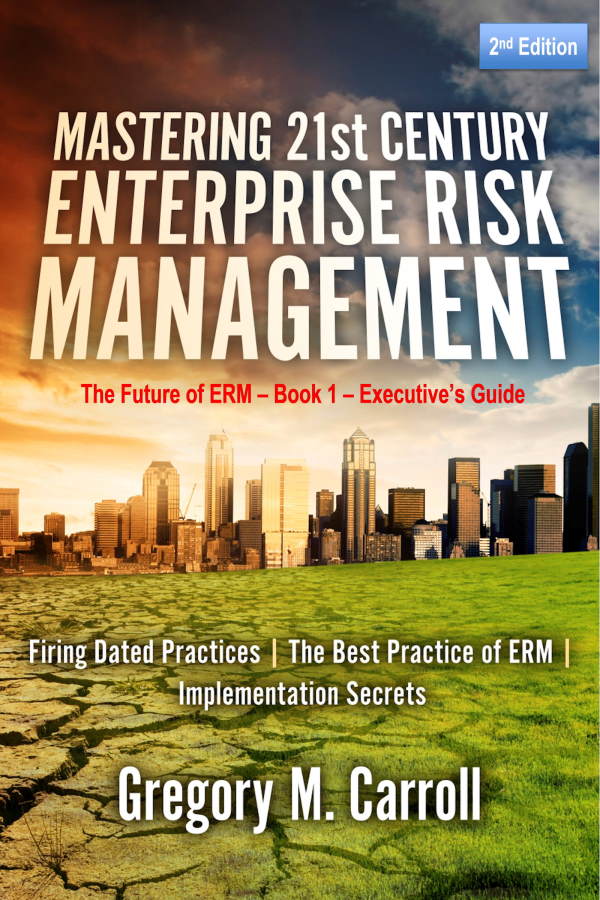 2nd Edition
MASTERING 21st CENTURY
ENTERPRISE RISK
MANAGEMENT
The Future of ERM – Book 1 – Executive's Guide
Firing Dated Practices | The Best Practice of ERM |
Implementation Secrets
Gregory M. Carroll